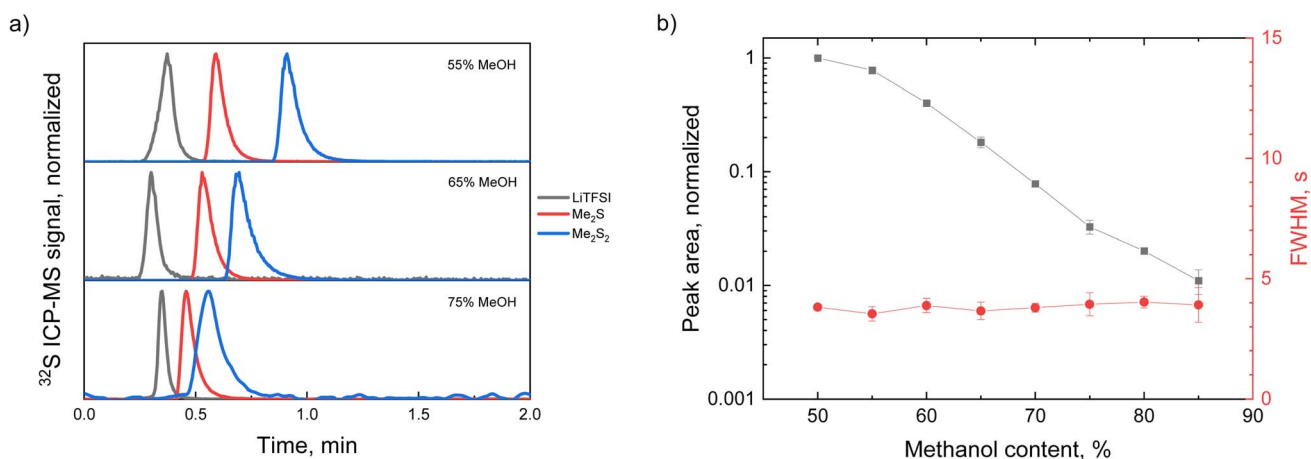 a)
³²S ICP-MS signal, normalized
55% MeOH
65% MeOH
75% MeOH
LiTFSI
Me₂S
Me₂S₂
0.0
0.5
1.0
1.5
2.0
Time, min
b)
Peak area, normalized
1
0.1
0.01
0.001
50
60
70
80
90
Methanol content, %
15
10
5
0
FWHM, s